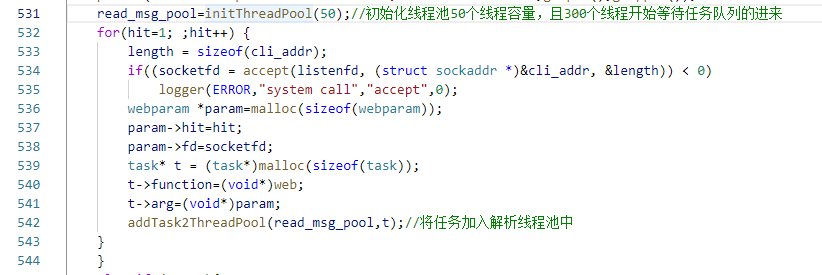 531 read_msg_pool=initThreadPool(50);//初始化线程池50个线程容量，且300个线程开始等待任务队列的进来
532 for(hit=1; ;hit++) {
533 length = sizeof(cli_addr);
534 if((socketfd = accept(listenfd, (struct sockaddr *)&cli_addr, &length)) < 0)
535 logger(ERROR,"system call","accept",0);
536 webparam *param=malloc(sizeof(webparam));
537 param->hit=hit;
538 param->fd=socketfd;
539 task* t = (task*)malloc(sizeof(task));
540 t->function=(void*)web;
541 t->arg=(void*)param;
542 addTask2ThreadPool(read_msg_pool,t);//将任务加入解析线程池中
543 }
544 }